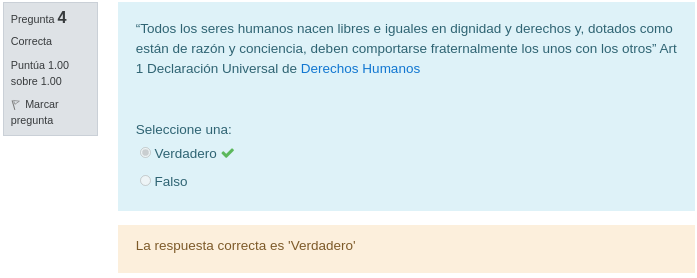 Pregunta 4
Correcta
Puntúa 1.00
sobre 1.00
Marcar
pregunta
“Todos los seres humanos nacen libres e iguales en dignidad y derechos y, dotados como
están de razón y conciencia, deben comportarse fraternalmente los unos con los otros” Art
1 Declaración Universal de Derechos Humanos
Seleccione una:
Verdadero
Falso
La respuesta correcta es 'Verdadero'